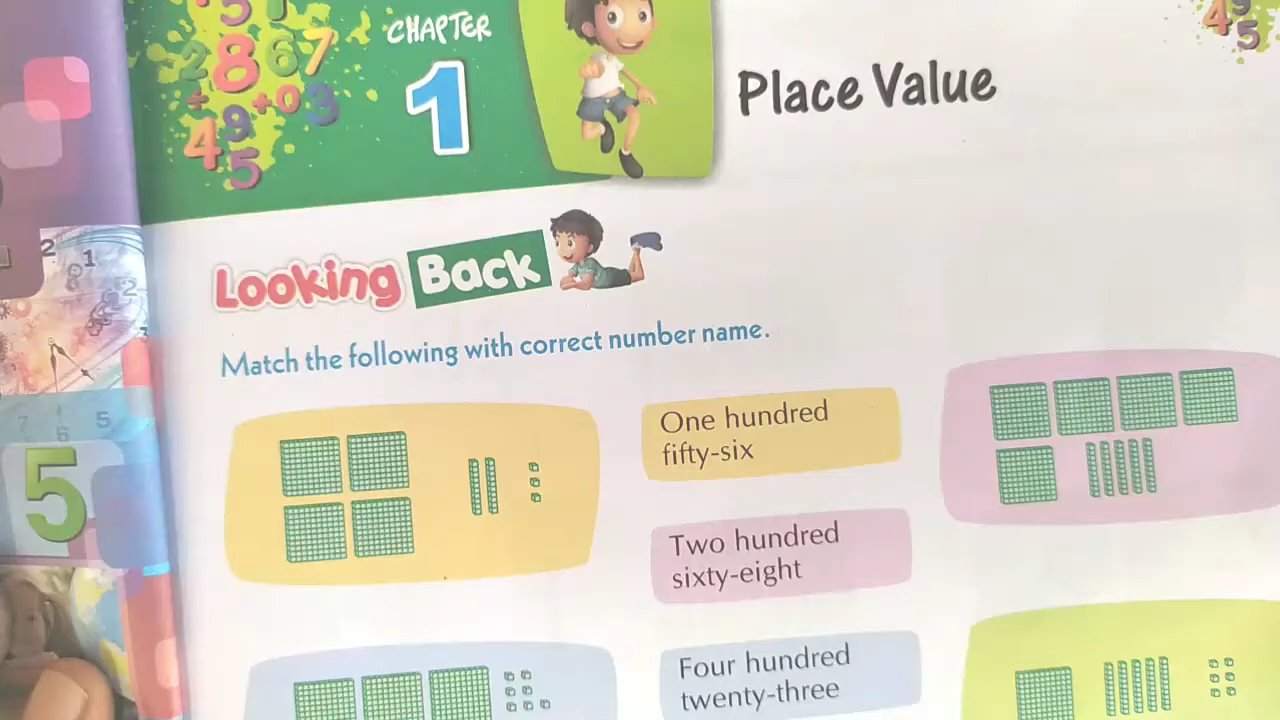 CHAPTER
1
Place Value
Looking Back
Match the following with correct number name.
One hundred
fifty-six
Two hundred
sixty-eight
Four hundred
twenty-three
5